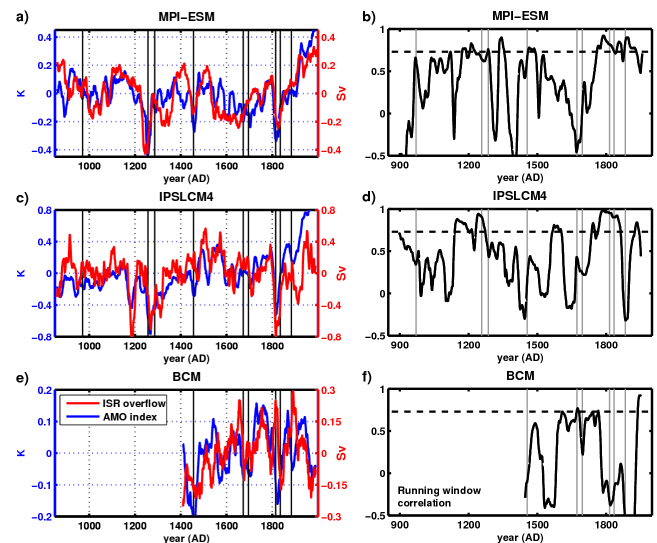 a) MPI−ESM
0.4 0.2 0 −0.2 −0.4
K
0.4 0.2 0 −0.2 −0.4
Sv
1000 1200 1400 1600 1800
year (AD)
b) MPI−ESM
1 0.5 0 −0.5
900 1200 1500 1800
year (AD)
c) IPSLCM4
0.8 0.4 0 −0.4 −0.8
K
0.8 0.4 0 −0.4 −0.8
Sv
1000 1200 1400 1600 1800
year (AD)
d) IPSLCM4
1 0.5 0 −0.5
900 1200 1500 1800
year (AD)
e) BCM
0.2 0.1 0 −0.1 −0.2
K
ISR overflow
AMO index
0.3 0.15 0 −0.15 −0.3
Sv
1000 1200 1400 1600 1800
year (AD)
f) BCM
1 0.5 0 −0.5
Running window
correlation
900 1200 1500 1800
year (AD)